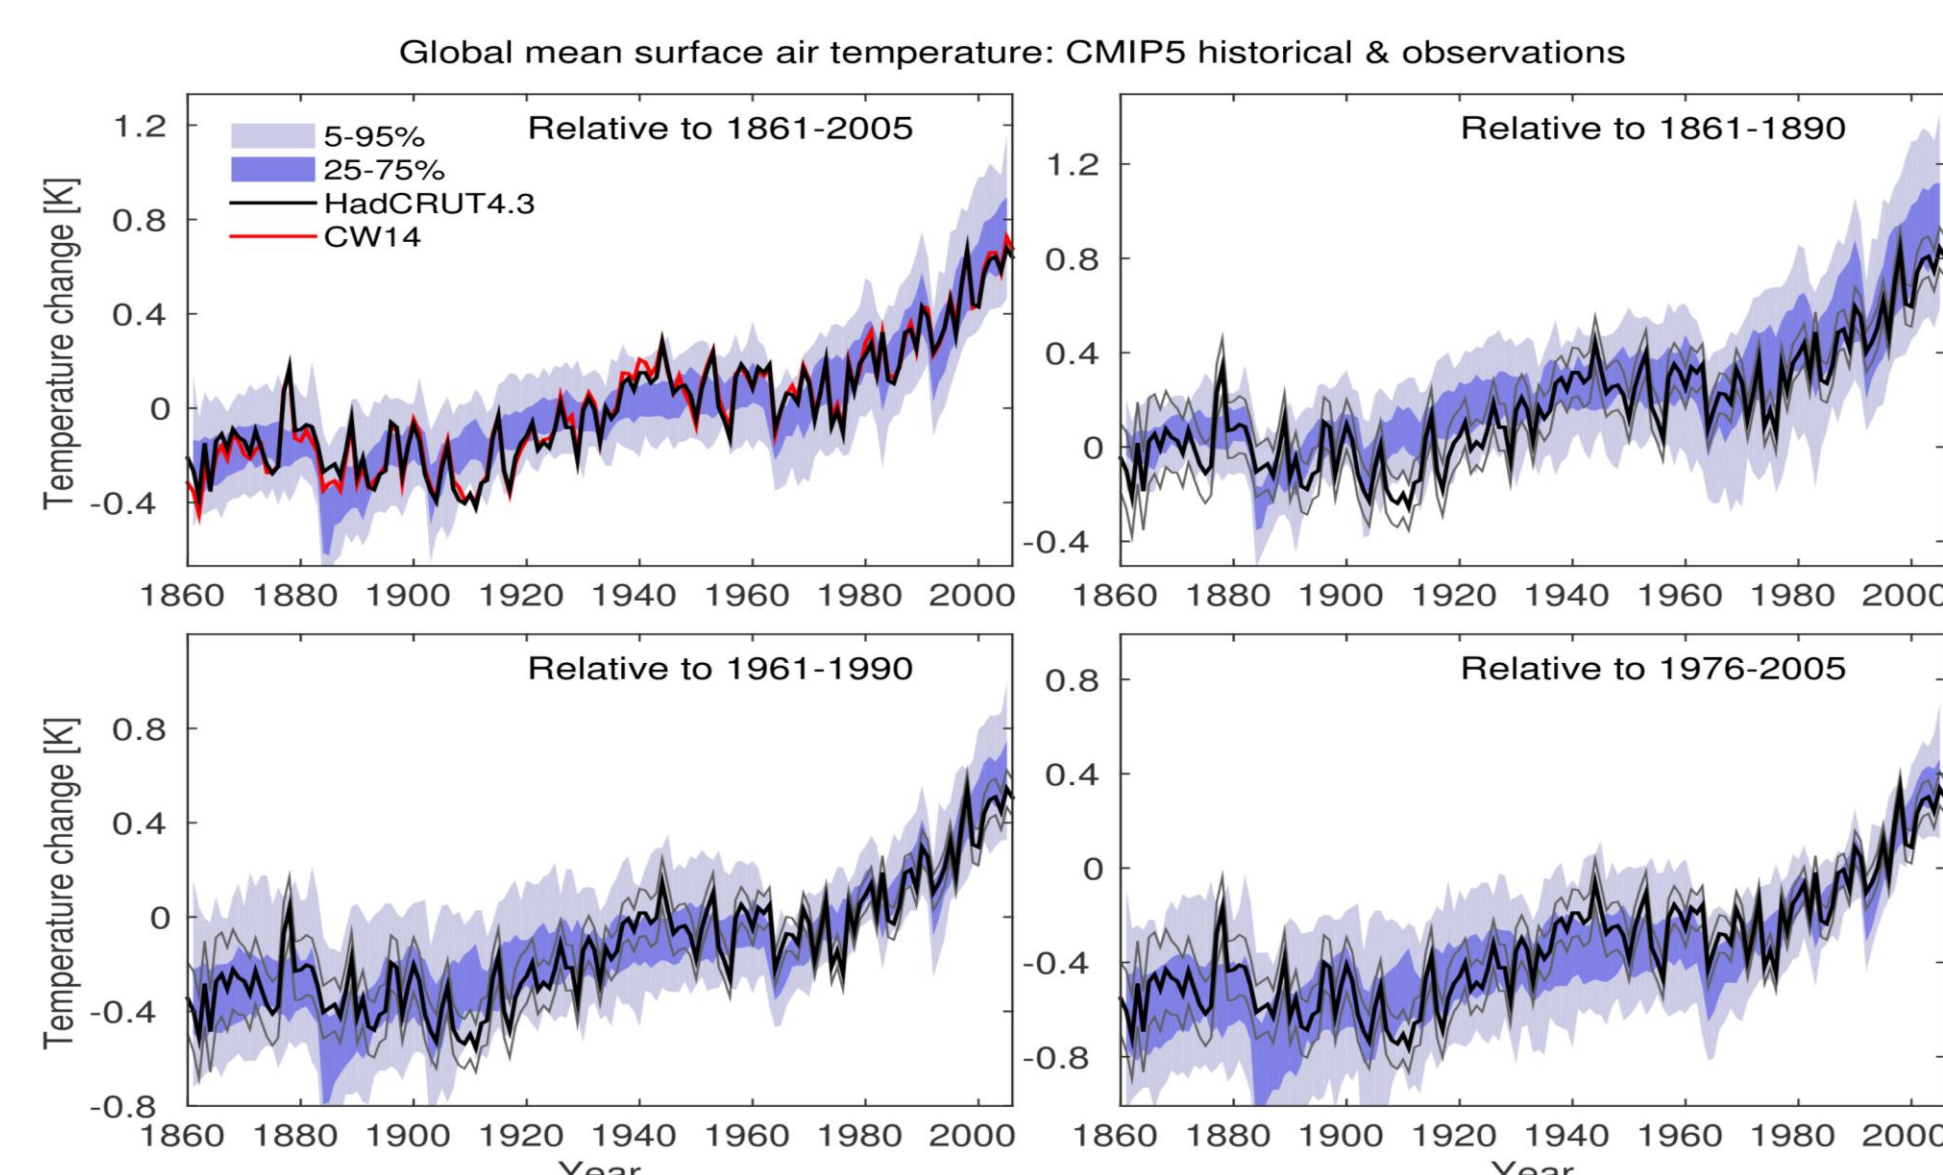 Global mean surface air temperature: CMIP5 historical & observations
Relative to 1861-2005
5-95%
25-75%
HadCRUT4.3
CW14
Temperature change [K]
1.2
0.8
0.4
0
-0.4
1860 1880 1900 1920 1940 1960 1980 2000
Relative to 1861-1890
1.2
0.8
0.4
0
-0.4
1860 1880 1900 1920 1940 1960 1980 2000
Relative to 1961-1990
Temperature change [K]
0.8
0.4
0
-0.4
-0.8
1860 1880 1900 1920 1940 1960 1980 2000
Year
Relative to 1976-2005
0.8
0.4
0
-0.4
-0.8
1860 1880 1900 1920 1940 1960 1980 2000
Year